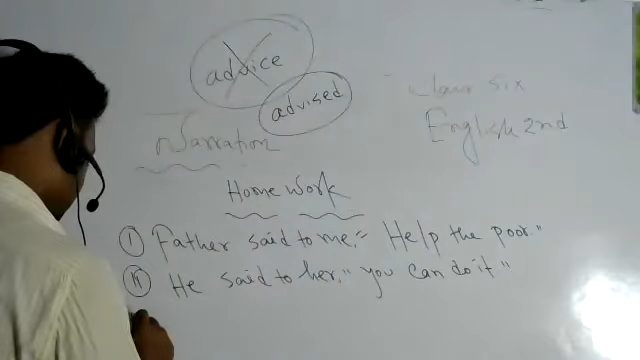 advice
advised
Class six
English 2nd
Narration
Home Work
(i) Father said to me, " Help the poor."
(ii) He said to her, " you can do it "